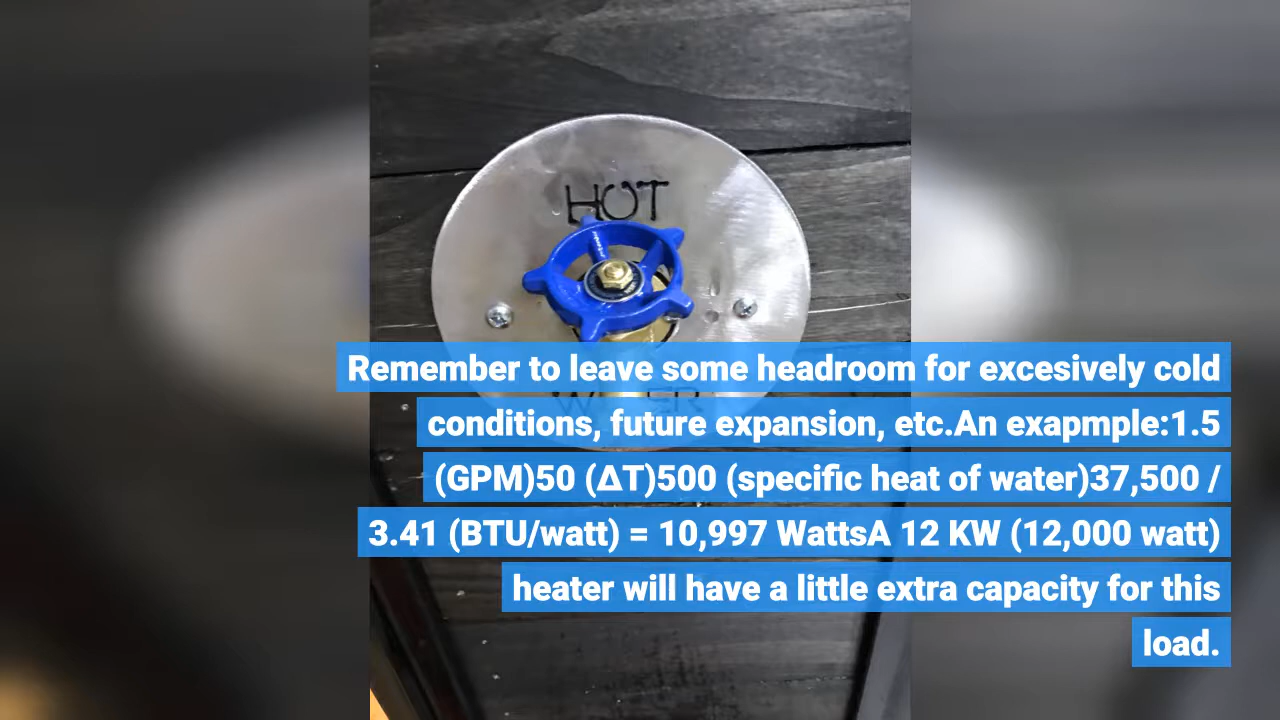 HOT
Remember to leave some headroom for excesively cold
conditions, future expansion, etc.An exapmple:1.5
(GPM)50 (ΔT)500 (specific heat of water)37,500 /
3.41 (BTU/watt) = 10,997 WattsA 12 KW (12,000 watt)
heater will have a little extra capacity for this
load.